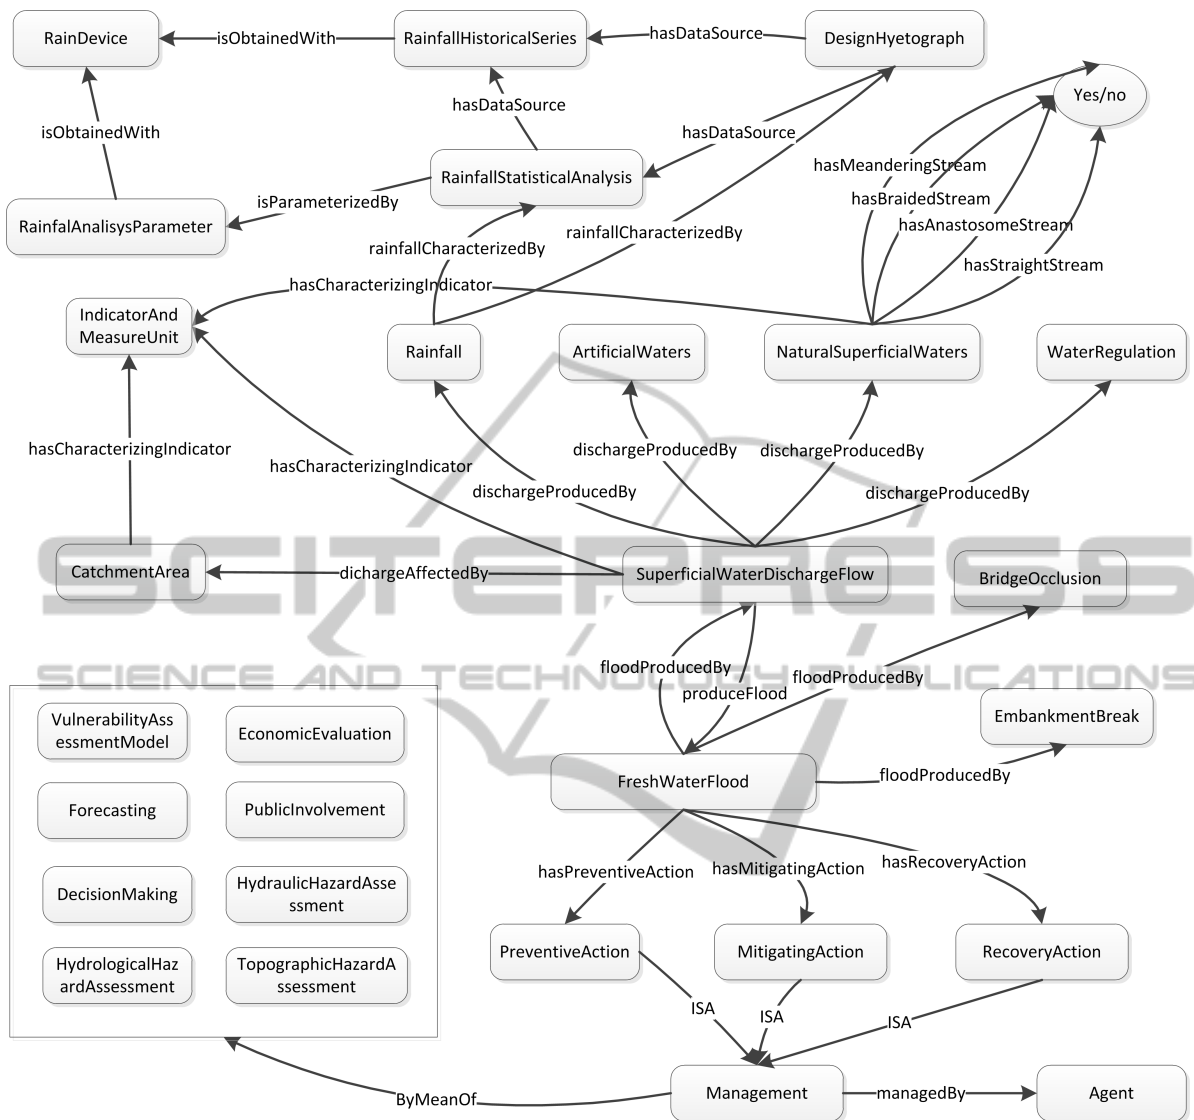 RainDevice
isObtainedWith
RainfallHistoricalSeries
hasDataSource
DesignHyetograph
Yes/no
isObtainedWith
hasDataSource
hasDataSource
RainfallStatisticalAnalysis
hasMeanderingStream
isParameterizedBy
hasBraidedStream
RainfalAnalisysParameter
rainfallCharacterizedBy
rainfallCharacterizedBy
hasAnastosomeStream
hasStraightStream
hasCharacterizingIndicator
IndicatorAnd
MeasureUnit
Rainfall
ArtificialWaters
NaturalSuperficialWaters
WaterRegulation
hasCharacterizingIndicator
hasCharacterizingIndicator
dischargeProducedBy
dischargeProducedBy
dischargeProducedBy
dischargeProducedBy
SCITEPRESS
CatchmentArea
dichargeAffectedBy
SuperficialWaterDischargeFlow
BridgeOcclusion
SCIENCE AND TECHNOLOGY PUBLICATIONS
floodProducedBy
produceFlood
floodProducedBy
VulnerabilityAss
essmentModel
EconomicEvaluation
EmbankmentBreak
Forecasting
PublicInvolvement
FreshWaterFlood
floodProducedBy
DecisionMaking
HydraulicHazardAsse
ssment
hasPreventiveAction
hasMitigatingAction
hasRecoveryAction
HydrologicalHaz
ardAssessment
TopographicHazardA
ssessment
PreventiveAction
MitigatingAction
RecoveryAction
ISA
ISA
ISA
ByMeanOf
Management
managedBy
Agent